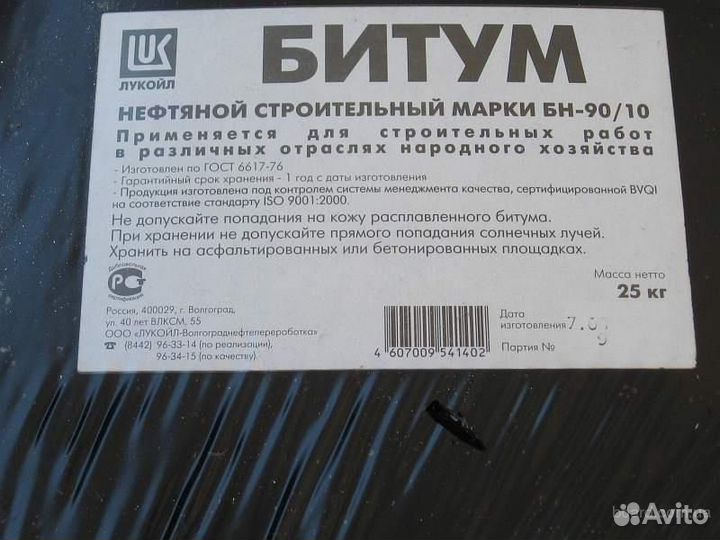 LUK
ЛУКОЙЛ
БИТУМ
НЕФТЯНОЙ СТРОИТЕЛЬНЫЙ МАРКИ БН-90/10
Применяется для строительных работ
в различных отраслях народного хозяйства
- Изготовлен по ГОСТ 6617-76
- Гарантийный срок хранения - 1 год с даты изготовления
- Продукция изготовлена под контролем системы менеджмента качества, сертифицированной BVQI
на соответствие стандарту ISO 9001:2000.
Не допускайте попадания на кожу расплавленного битума.
При хранении не допускайте прямого попадания солнечных лучей.
Хранить на асфальтированных или бетонированных площадках.
Добровольная
сертификация
Масса нетто
25 кг
Россия, 400029, г. Волгоград,
ул. 40 лет ВЛКСМ, 55
ООО «ЛУКОЙЛ-Волгограднефтепереработка»
☎ (8442) 96-33-14 (по реализации),
96-34-15 (по качеству).
4 607009 541402
Дата
изготовления
Партия №
Avito